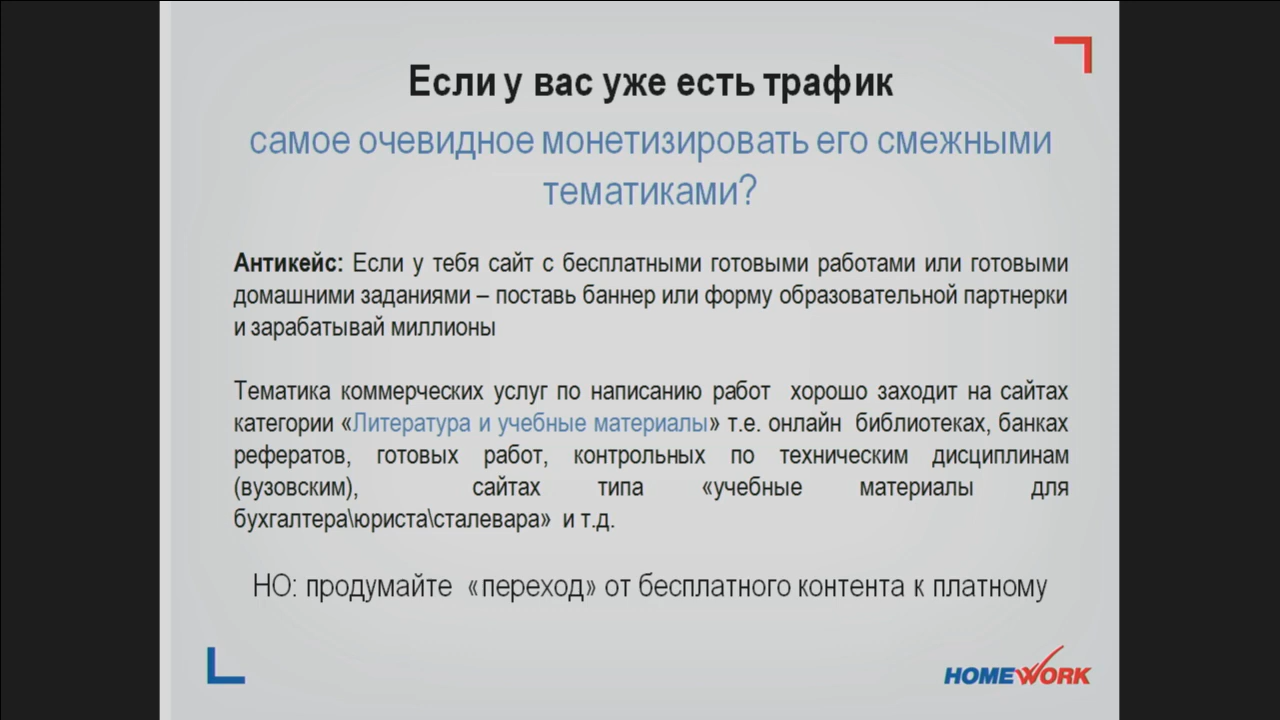 Если у вас уже есть трафик
самое очевидное монетизировать его смежными
тематиками?
Антикейс: Если у тебя сайт с бесплатными готовыми работами или готовыми
домашними заданиями – поставь баннер или форму образовательной партнерки
и зарабатывай миллионы
Тематика коммерческих услуг по написанию работ хорошо заходит на сайтах
категории «Литература и учебные материалы» т.е. онлайн библиотеках, банках
рефератов, готовых работ, контрольных по техническим дисциплинам
(вузовским), сайтах типа «учебные материалы для
бухгалтера\юриста\сталевара» и т.д.
НО: продумайте «переход» от бесплатного контента к платному
HOMEWORK